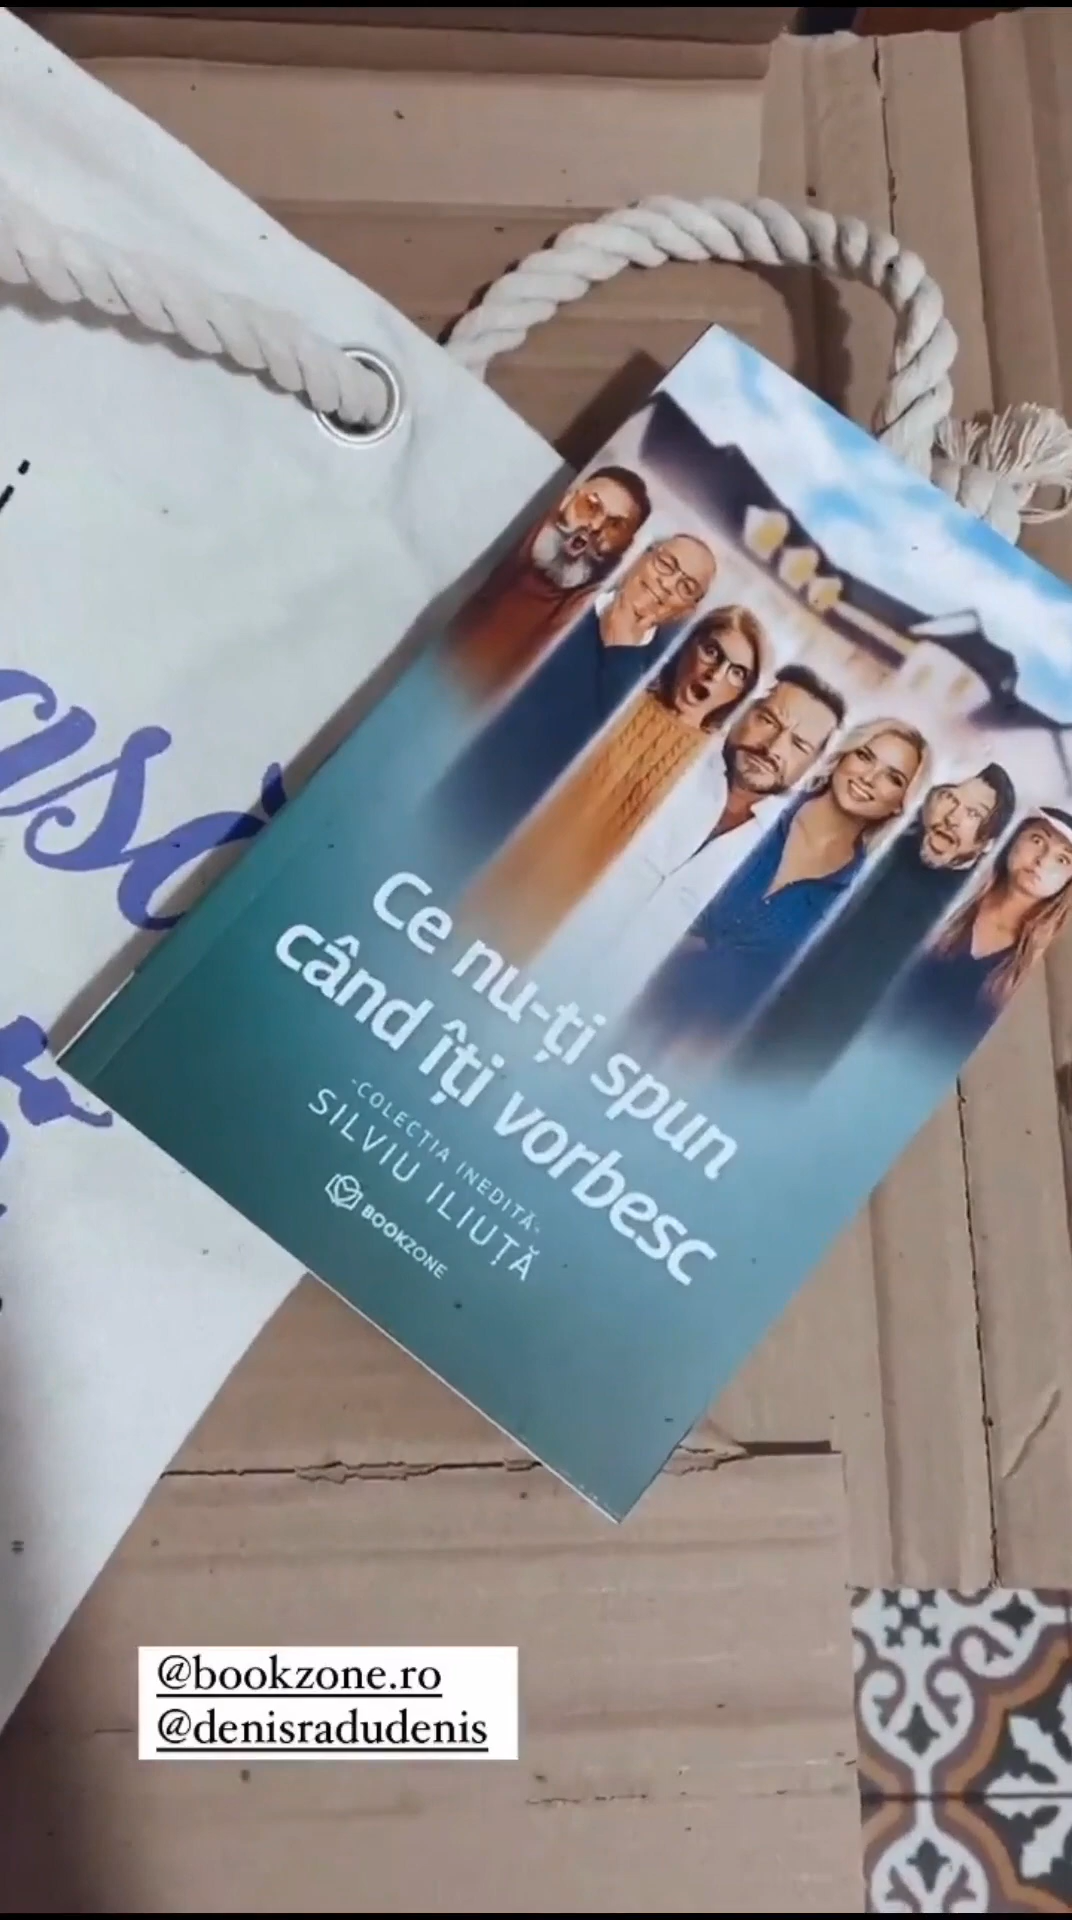 Ce nu-ți spun
când îți vorbesc
-COLECȚIA INEDITĂ-
SILVIU ILIUȚĂ
BOOKZONE
@bookzone.ro
@denisradudenis